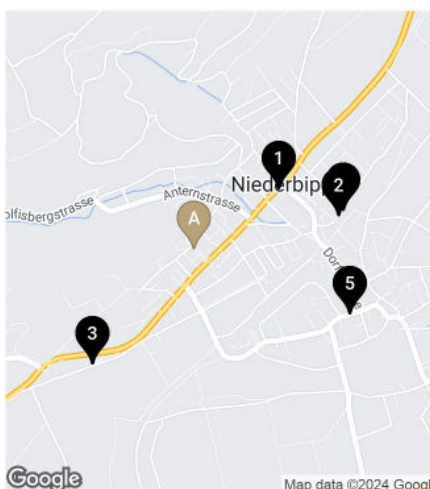 1
Niederbip
2
Anternstrasse
olfisbergstrasse
A
Dor
5
3
Google
Map data ©2024 Googl